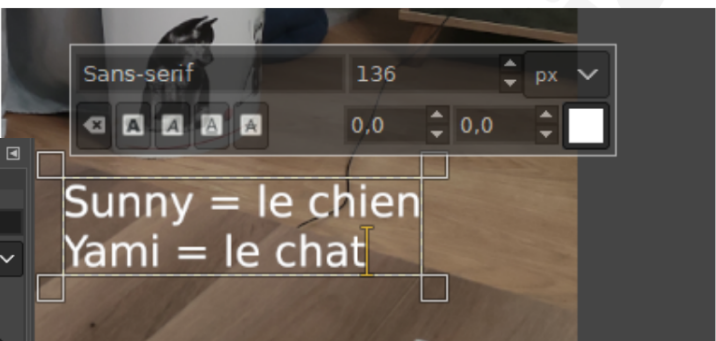 Sans-serif 136 px
A A A A
0,0 0,0
Sunny = le chien
Yami = le chat